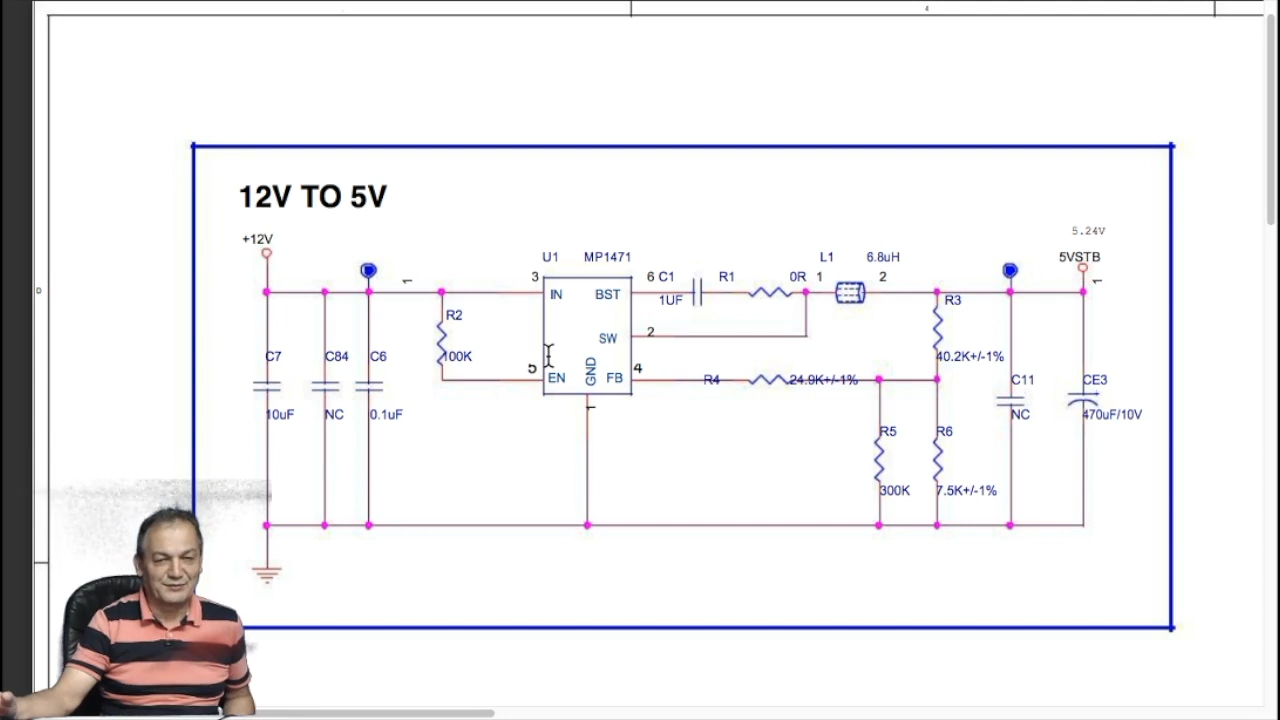 12V TO 5V
+12V
5.24V
5VSTB
1
U1 MP1471
L1 6.8uH
3
6 C1 R1 0R 1 2
1
IN BST
1UF
R2
100K
R3
40.2K+/-1%
2
SW
C7
10uF
C84
NC
C6
0.1uF
5
EN GND FB
4
1
R4 24.9K+/-1%
C11
NC
CE3
470uF/10V
R5
300K
R6
7.5K+/-1%
D
4